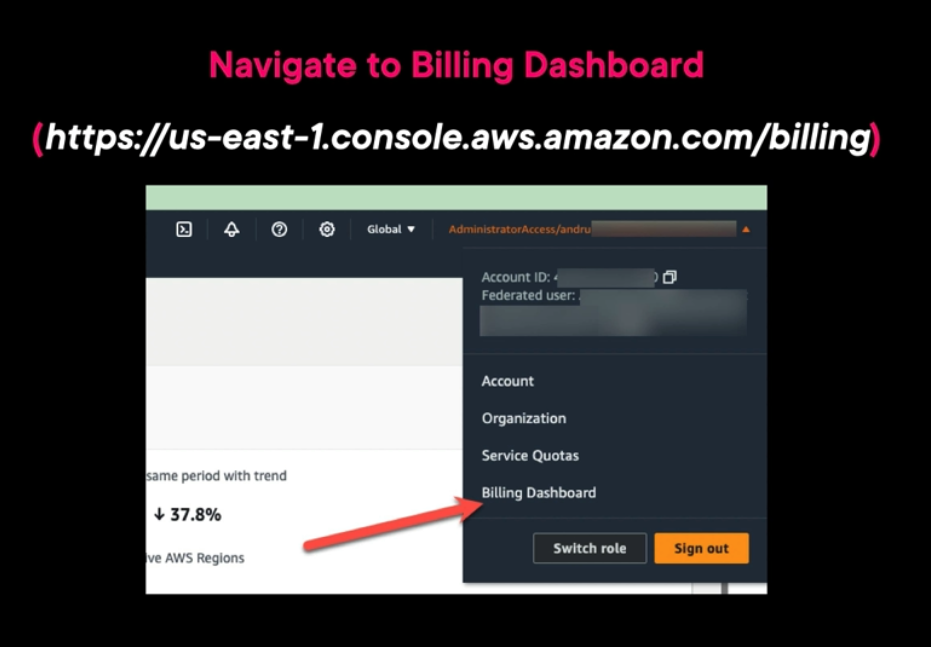 Navigate to Billing Dashboard
(https://us-east-1.console.aws.amazon.com/billing)
Global ▼ AdministratorAccess/andru
Account ID:
Federated user:
Account
Organization
Service Quotas
Billing Dashboard
same period with trend
↓ 37.8%
ive AWS Regions
Switch role Sign out